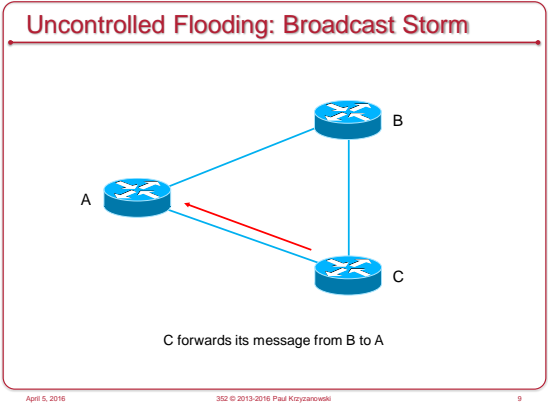 Uncontrolled Flooding: Broadcast Storm
B
A
C
C forwards its message from B to A
April 5, 2016
352 © 2013-2016 Paul Krzyzanowski
9